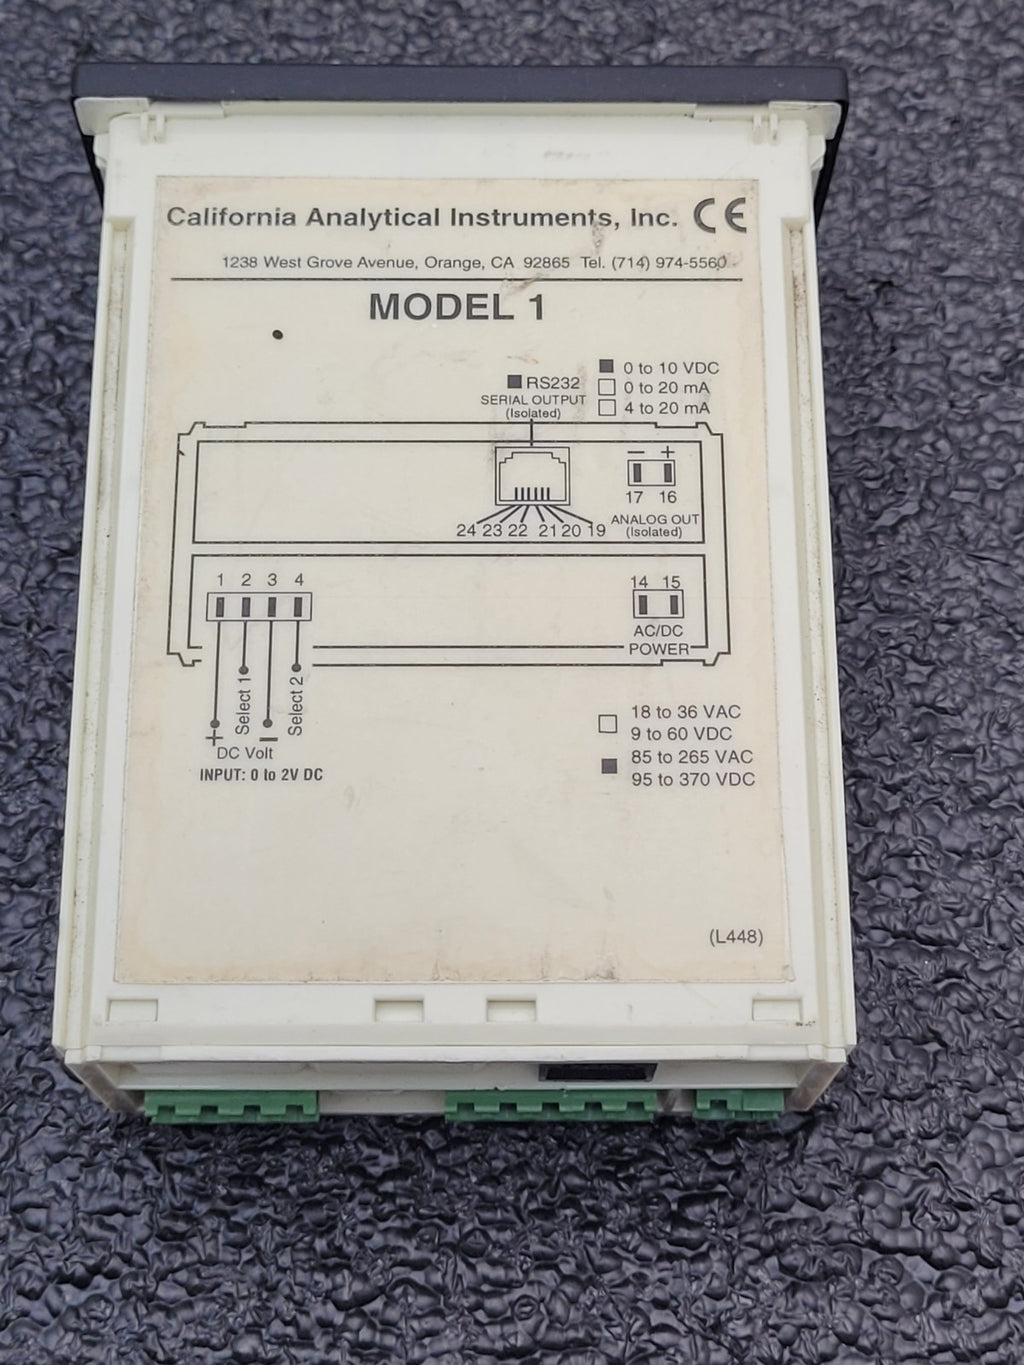 California Analytical Instruments, Inc. CE
1238 West Grove Avenue, Orange, CA 92865 Tel. (714) 974-5560
MODEL 1
RS232
SERIAL OUTPUT
(Isolated)
0 to 10 VDC
0 to 20 mA
4 to 20 mA
− +
17 16
24 23 22 21 20 19
ANALOG OUT
(Isolated)
1 2 3 4
14 15
AC/DC
POWER
Select 1
Select 2
+ −
DC Volt
INPUT: 0 to 2V DC
18 to 36 VAC
9 to 60 VDC
85 to 265 VAC
95 to 370 VDC
(L448)